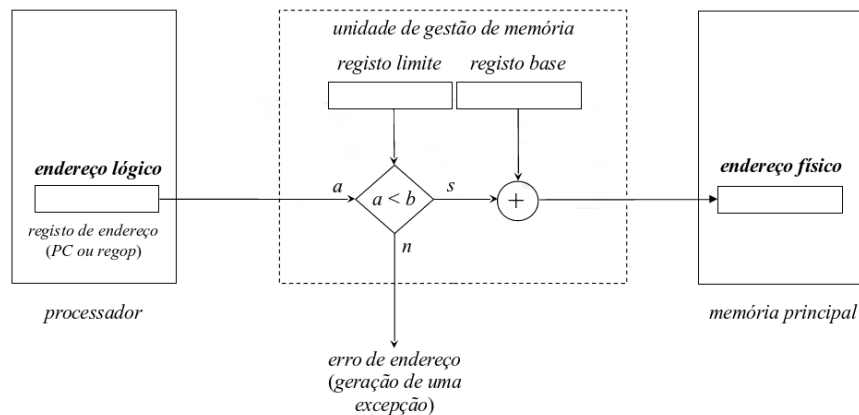 unidade de gestão de memória
registo limite
registo base
endereço lógico
a
a < b
s
+
endereço físico
registo de endereço
(PC ou regop)
n
processador
memória principal
erro de endereço
(geração de uma
excepção)